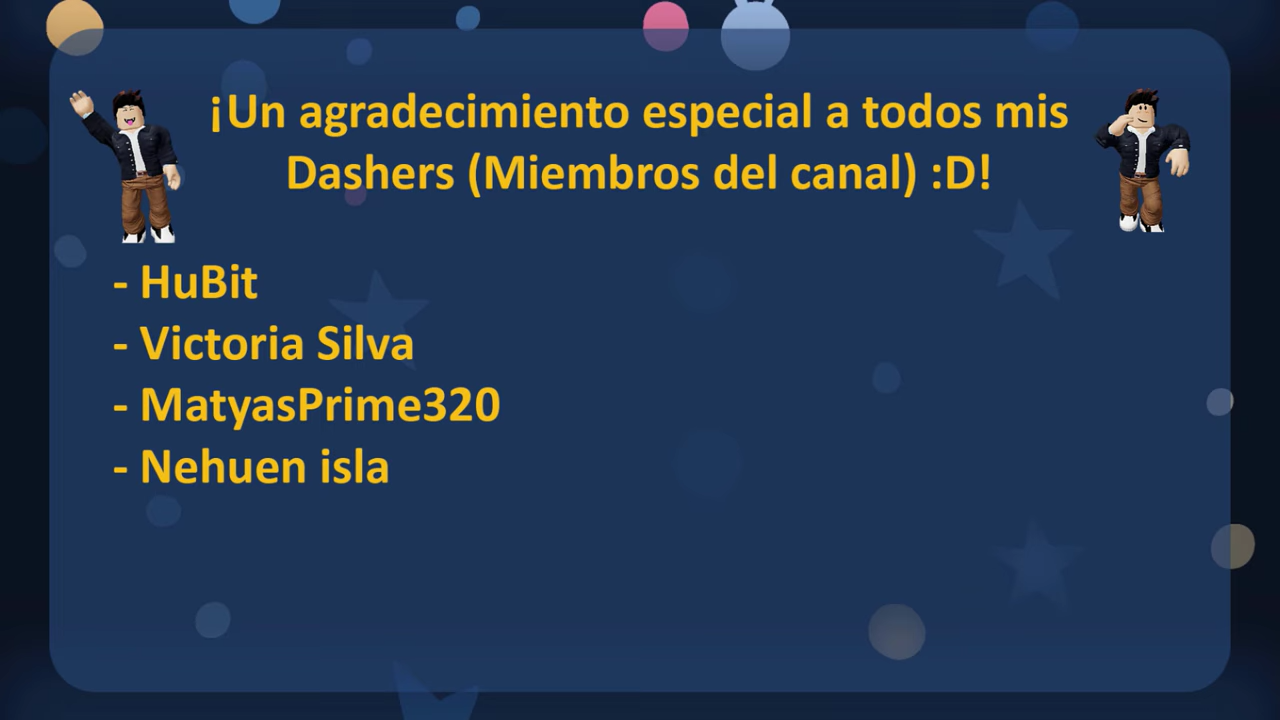 ¡Un agradecimiento especial a todos mis
Dashers (Miembros del canal) :D!
- HuBit
- Victoria Silva
- MatyasPrime320
- Nehuen isla